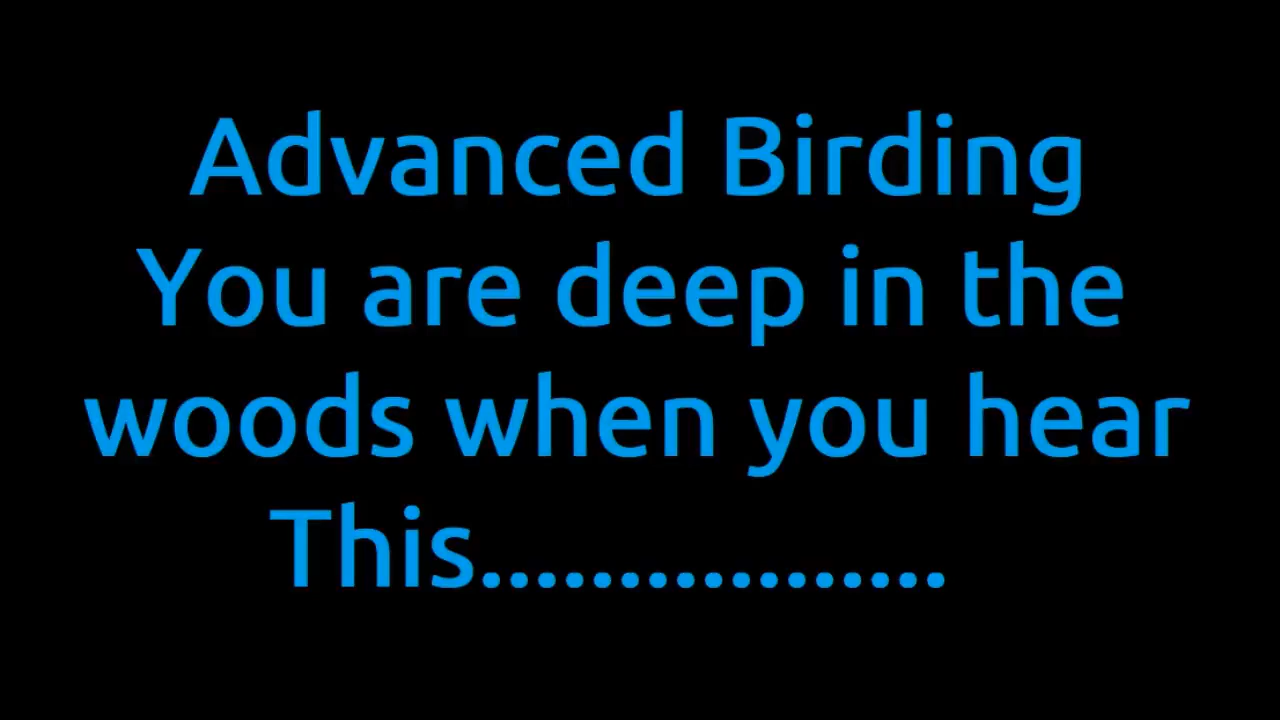 Advanced Birding
You are deep in the
woods when you hear
This.................